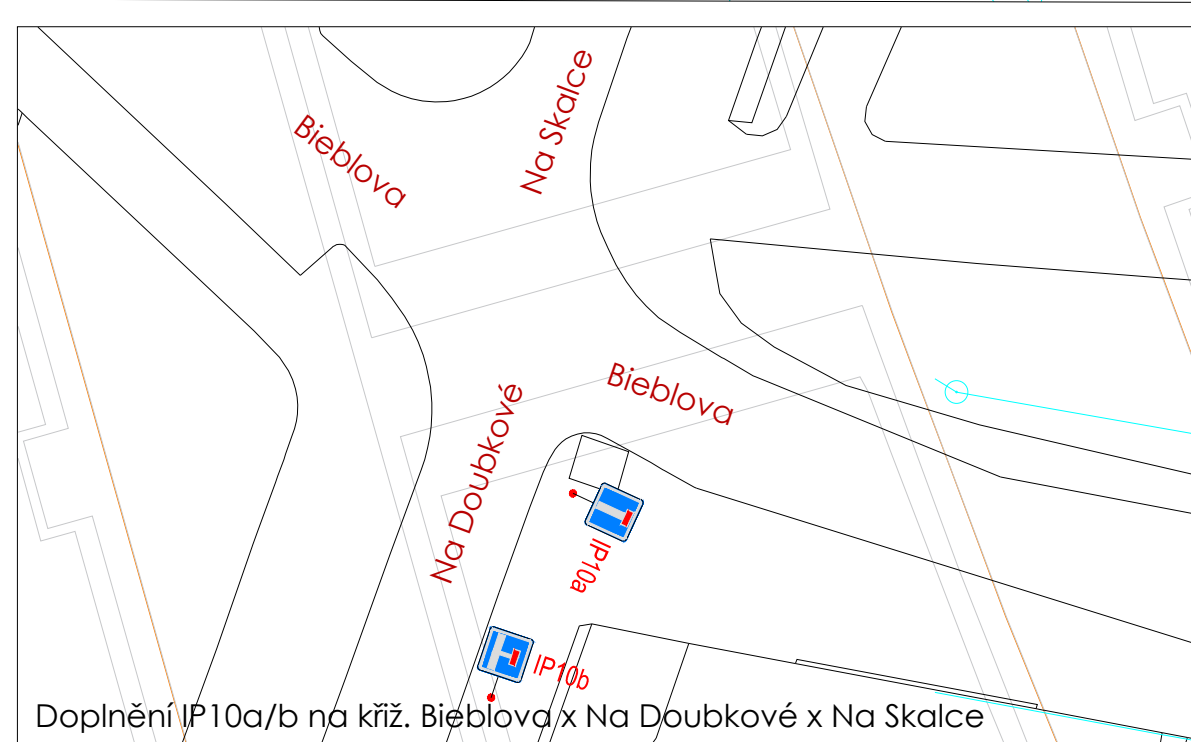 Bieblova
Na Skalce
Bieblova
Na Doubkové
IP10a
IP10b
Doplnění IP10a/b na křiž. Bieblova x Na Doubkové x Na Skalce